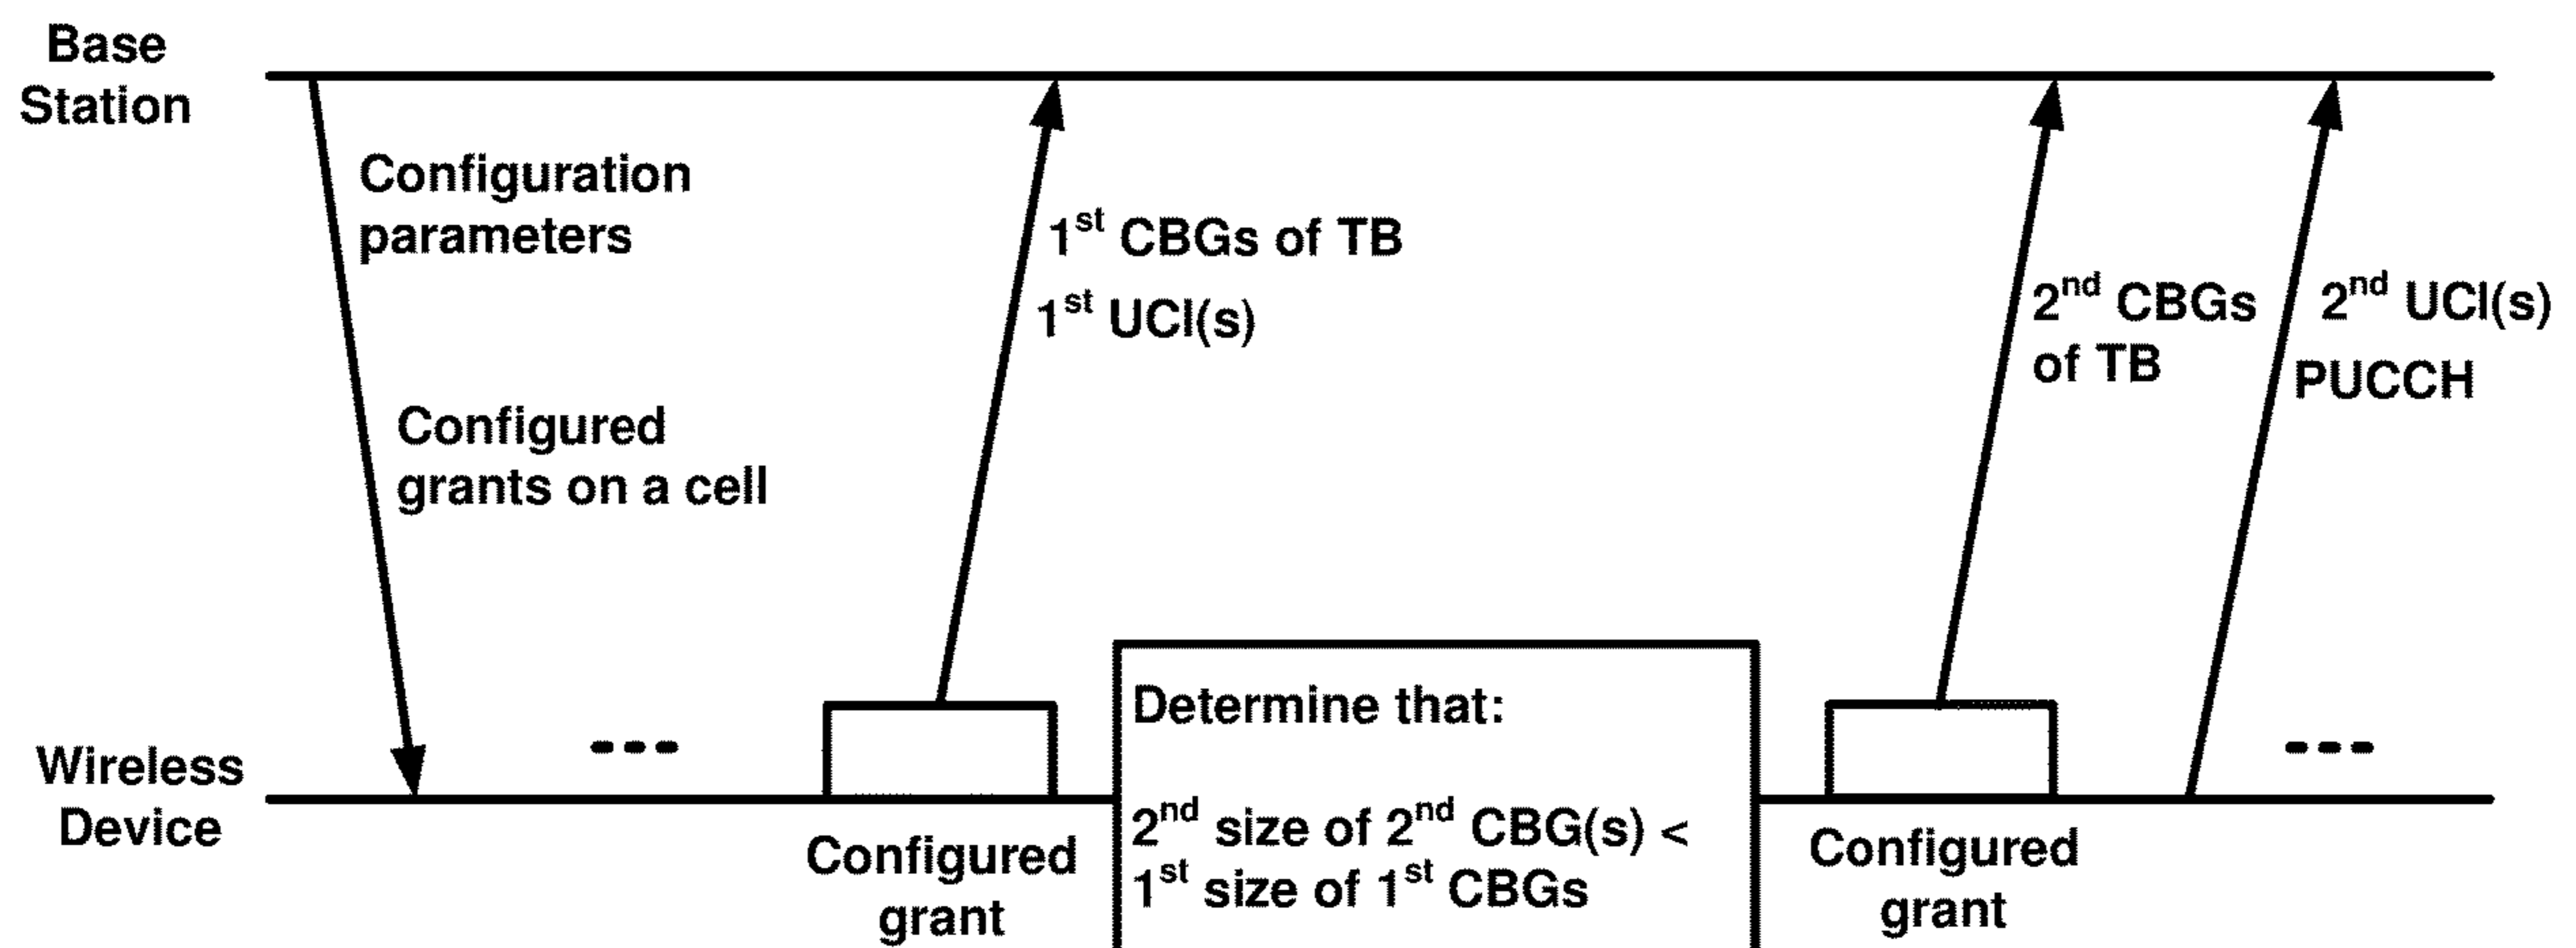 Base
Station
Configuration
parameters
Configured
grants on a cell
1st CBGs of TB
1st UCI(s)
2nd CBGs
of TB
2nd UCI(s)
PUCCH
Wireless
Device
Configured
grant
Determine that:
2nd size of 2nd CBG(s) <
1st size of 1st CBGs
Configured
grant